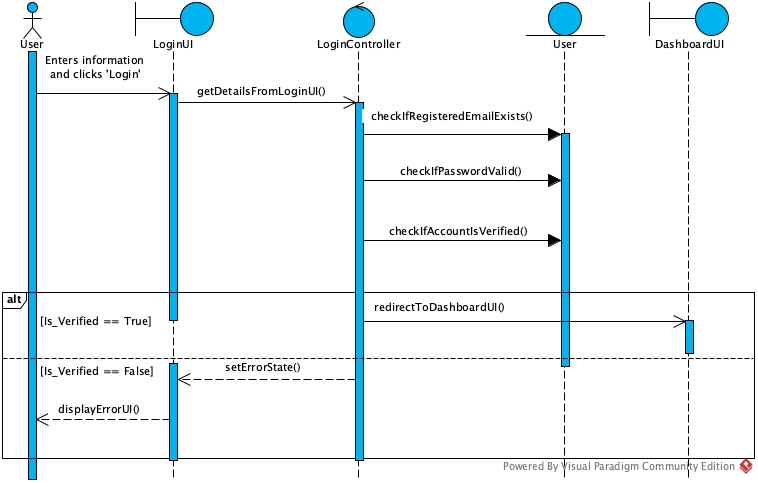 User
LoginUI
LoginController
User
DashboardUI
Enters information
and clicks 'Login'
getDetailsFromLoginUI()
checkIfRegisteredEmailExists()
checkIfPasswordValid()
checkIfAccountIsVerified()
alt
redirectToDashboardUI()
[Is_Verified == True]
[Is_Verified == False]
setErrorState()
displayErrorUI()
Powered By Visual Paradigm Community Edition